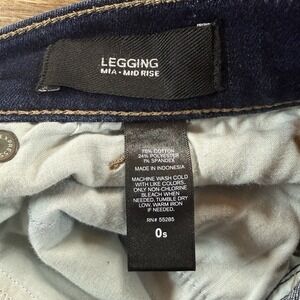 LEGGING
MIA - MID RISE
75% COTTON
24% POLYESTER
1% SPANDEX
MADE IN INDONESIA
MACHINE WASH COLD
WITH LIKE COLORS.
ONLY NON-CHLORINE
BLEACH WHEN
NEEDED. TUMBLE DRY
LOW. WARM IRON
IF NEEDED.
RN# 55285
0s